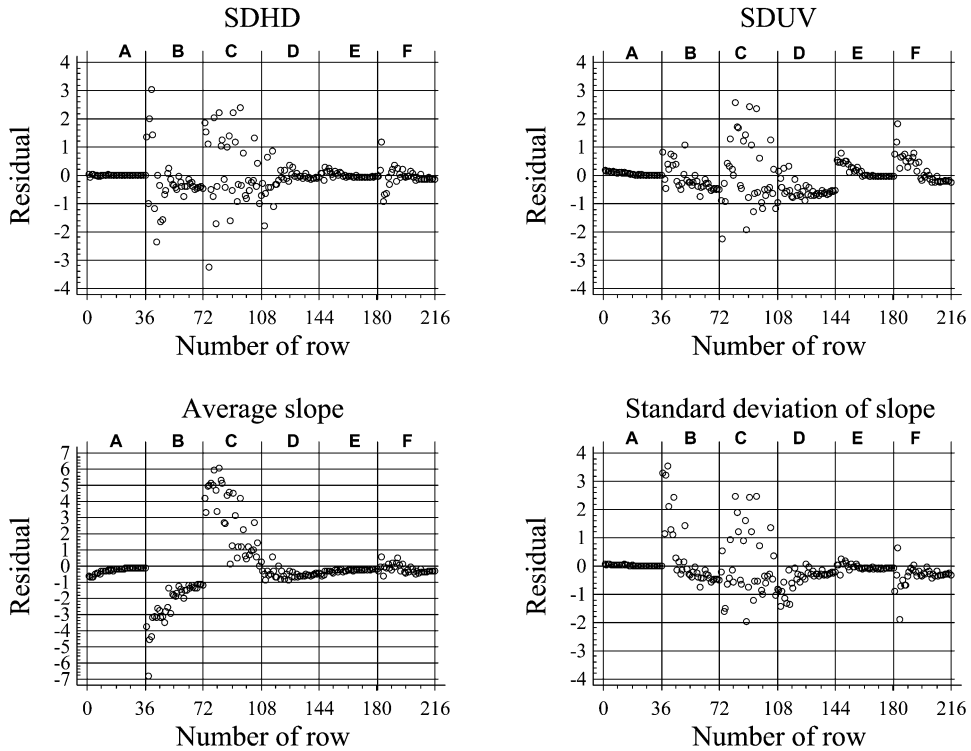 SDHD
A B C D E F
4
3
2
1
0
-1
-2
-3
-4
Residual
0 36 72 108 144 180 216
Number of row
SDUV
A B C D E F
4
3
2
1
0
-1
-2
-3
-4
Residual
0 36 72 108 144 180 216
Number of row
Average slope
A B C D E F
7
6
5
4
3
2
1
0
-1
-2
-3
-4
-5
-6
-7
Residual
0 36 72 108 144 180 216
Number of row
Standard deviation of slope
A B C D E F
4
3
2
1
0
-1
-2
-3
-4
Residual
0 36 72 108 144 180 216
Number of row